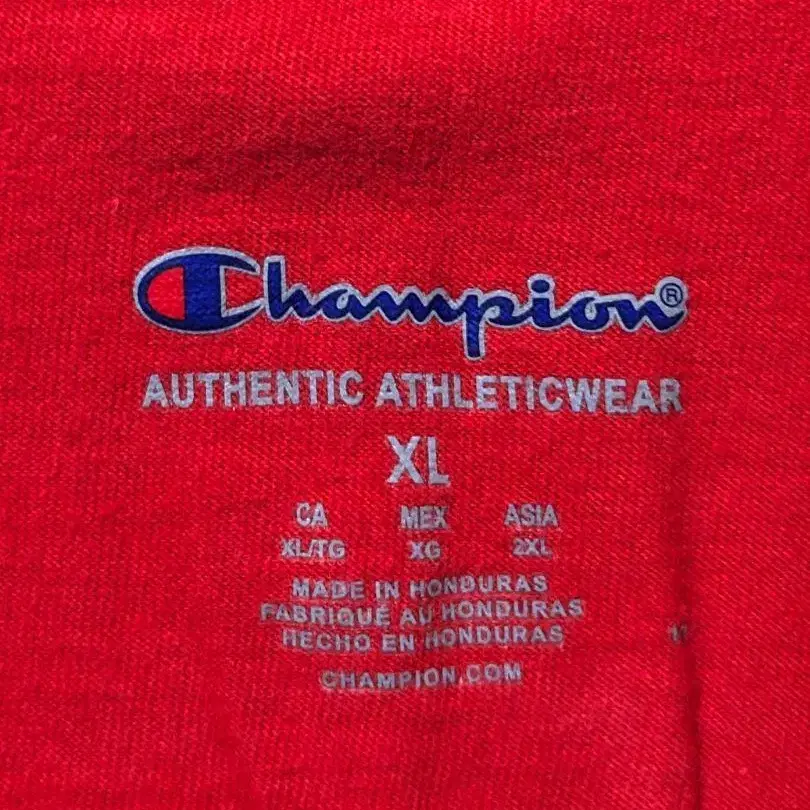 Champion®
AUTHENTIC ATHLETICWEAR
XL
CA MEX ASIA
XL/TG XG 2XL
MADE IN HONDURAS
FABRIQUÉ AU HONDURAS
HECHO EN HONDURAS
CHAMPION.COM